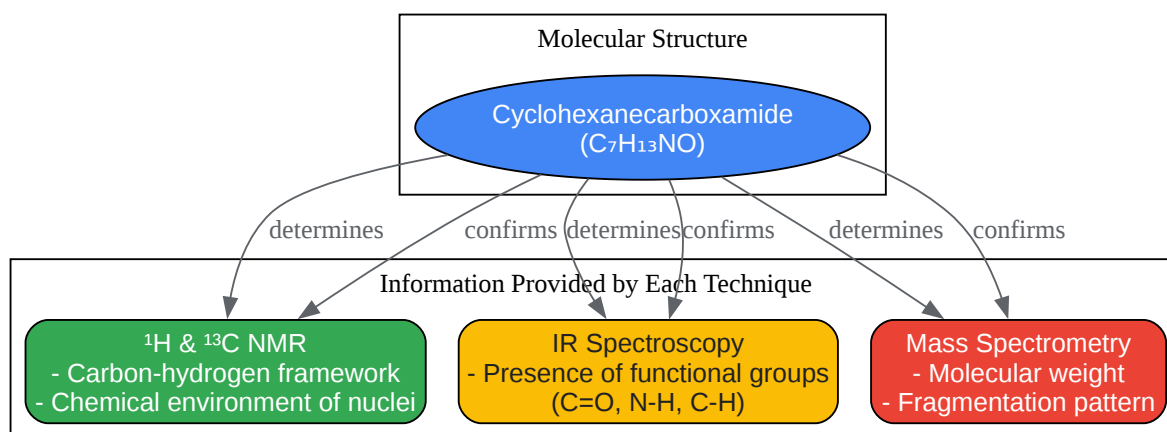 Molecular Structure
Cyclohexanecarboxamide
(C₇H₁₃NO)
determines
confirms
determines
confirms
determines
confirms
Information Provided by Each Technique
¹H & ¹³C NMR
- Carbon-hydrogen framework
- Chemical environment of nuclei
IR Spectroscopy
- Presence of functional groups
(C=O, N-H, C-H)
Mass Spectrometry
- Molecular weight
- Fragmentation pattern